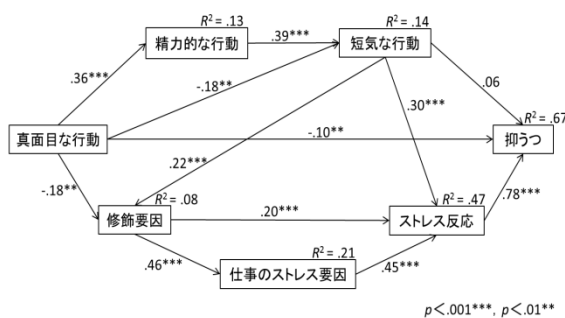 R² = .13
R² = .14
精力的な行動
.39***
短気な行動
.36***
-.18**
.06
.30***
R² = .67
真面目な行動
-.10**
抑うつ
-.18**
.22***
R² = .08
R² = .47
.78***
修飾要因
.20***
ストレス反応
.46***
R² = .21
.45***
仕事のストレス要因
p<.001***, p<.01**